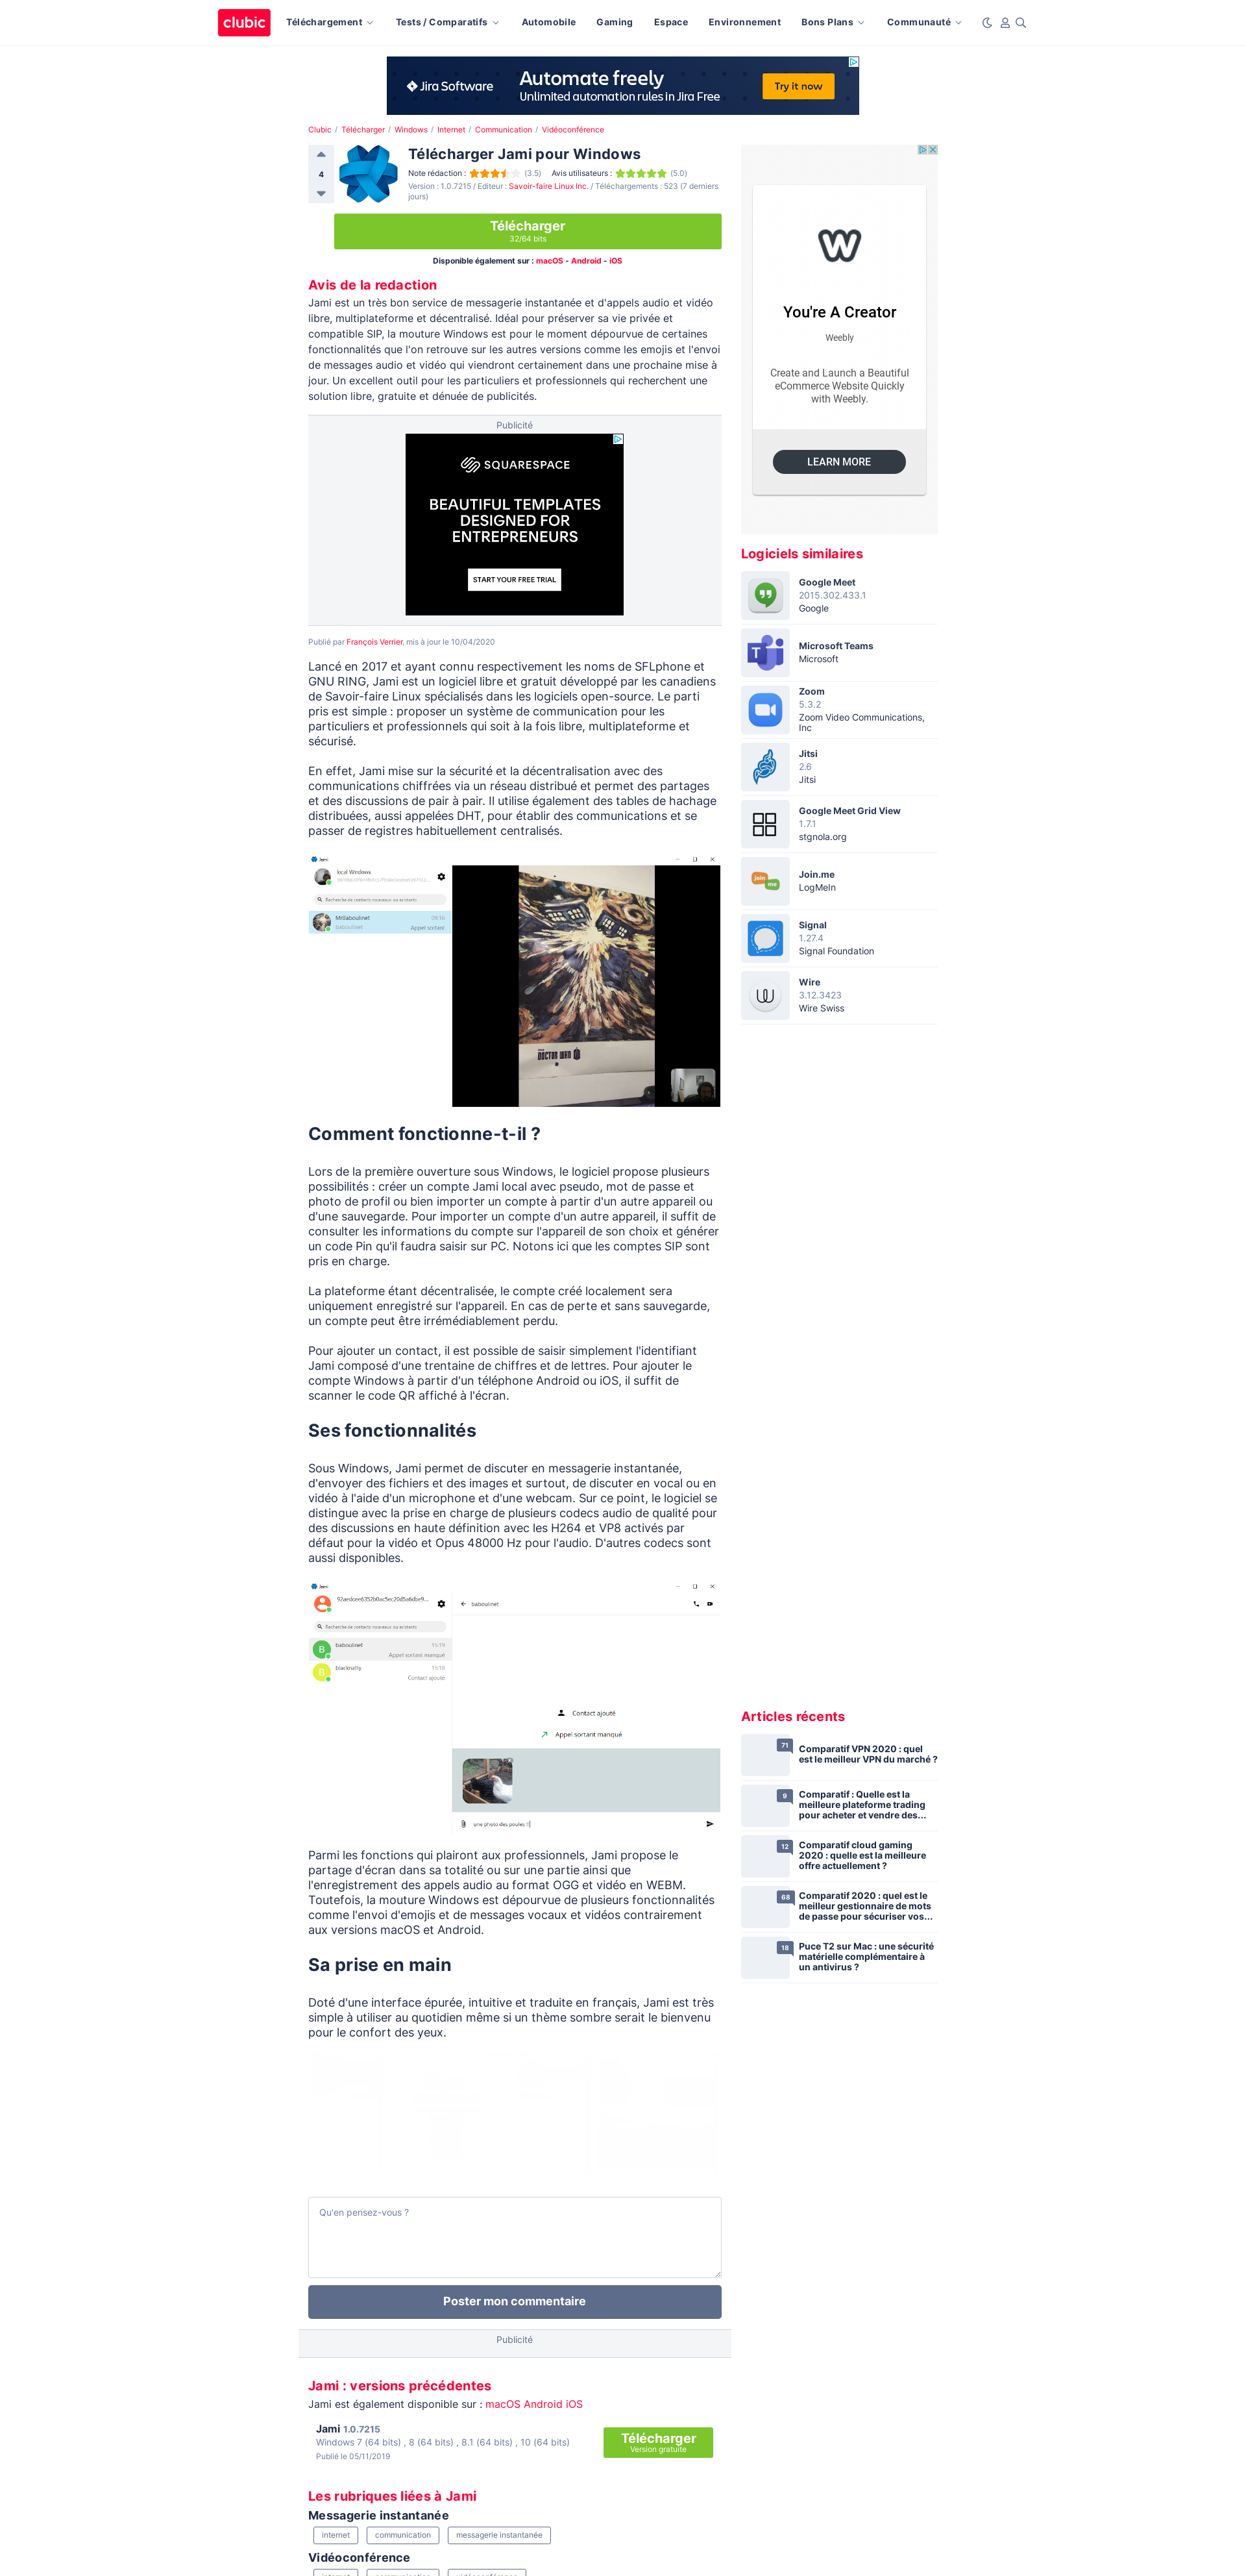 clubic Téléchargement Tests / Comparatifs Automobile Gaming Espace Environnement Bons Plans Communauté
Jira Software
Automate freely
Unlimited automation rules in Jira Free
Try it now
Clubic / Télécharger / Windows / Internet / Communication / Vidéoconférence
4
Télécharger Jami pour Windows
Note rédaction : (3.5) Avis utilisateurs : (5.0)
Version : 1.0.7215 / Editeur : Savoir-faire Linux Inc. / Téléchargements : 523 (7 derniers
jours)
Télécharger
32/64 bits
Disponible également sur : macOS - Android - iOS
Avis de la redaction
Jami est un très bon service de messagerie instantanée et d'appels audio et vidéo
libre, multiplateforme et décentralisé. Idéal pour préserver sa vie privée et
compatible SIP, la mouture Windows est pour le moment dépourvue de certaines
fonctionnalités que l'on retrouve sur les autres versions comme les emojis et l'envoi
de messages audio et vidéo qui viendront certainement dans une prochaine mise à
jour. Un excellent outil pour les particuliers et professionnels qui recherchent une
solution libre, gratuite et dénuée de publicités.
Publicité
SQUARESPACE
BEAUTIFUL TEMPLATES
DESIGNED FOR
ENTREPRENEURS
START YOUR FREE TRIAL
Publié par François Verrier, mis à jour le 10/04/2020
Lancé en 2017 et ayant connu respectivement les noms de SFLphone et
GNU RING, Jami est un logiciel libre et gratuit développé par les canadiens
de Savoir-faire Linux spécialisés dans les logiciels open-source. Le parti
pris est simple : proposer un système de communication pour les
particuliers et professionnels qui soit à la fois libre, multiplateforme et
sécurisé.
En effet, Jami mise sur la sécurité et la décentralisation avec des
communications chiffrées via un réseau distribué et permet des partages
et des discussions de pair à pair. Il utilise également des tables de hachage
distribuées, aussi appelées DHT, pour établir des communications et se
passer de registres habituellement centralisés.
Jami
local Windows
Recherche de contacts nouveaux ou existants
Mrllaboulinet 09:16
baboulinet Appel sortant
DOCTOR WHO
Comment fonctionne-t-il ?
Lors de la première ouverture sous Windows, le logiciel propose plusieurs
possibilités : créer un compte Jami local avec pseudo, mot de passe et
photo de profil ou bien importer un compte à partir d'un autre appareil ou
d'une sauvegarde. Pour importer un compte d'un autre appareil, il suffit de
consulter les informations du compte sur l'appareil de son choix et générer
un code Pin qu'il faudra saisir sur PC. Notons ici que les comptes SIP sont
pris en charge.
La plateforme étant décentralisée, le compte créé localement sera
uniquement enregistré sur l'appareil. En cas de perte et sans sauvegarde,
un compte peut être irrémédiablement perdu.
Pour ajouter un contact, il est possible de saisir simplement l'identifiant
Jami composé d'une trentaine de chiffres et de lettres. Pour ajouter le
compte Windows à partir d'un téléphone Android ou iOS, il suffit de
scanner le code QR affiché à l'écran.
Ses fonctionnalités
Sous Windows, Jami permet de discuter en messagerie instantanée,
d'envoyer des fichiers et des images et surtout, de discuter en vocal ou en
vidéo à l'aide d'un microphone et d'une webcam. Sur ce point, le logiciel se
distingue avec la prise en charge de plusieurs codecs audio de qualité pour
des discussions en haute définition avec les H264 et VP8 activés par
défaut pour la vidéo et Opus 48000 Hz pour l'audio. D'autres codecs sont
aussi disponibles.
Jami
baboulinet
Recherche de contacts nouveaux ou existants
B baboulinet 11:19
Appel sortant manqué
B blacknelly 11:18
Contact ajouté
Contact ajouté
Appel sortant manqué
une photo des poules !!
Parmi les fonctions qui plairont aux professionnels, Jami propose le
partage d'écran dans sa totalité ou sur une partie ainsi que
l'enregistrement des appels audio au format OGG et vidéo en WEBM.
Toutefois, la mouture Windows est dépourvue de plusieurs fonctionnalités
comme l'envoi d'emojis et de messages vocaux et vidéos contrairement
aux versions macOS et Android.
Sa prise en main
Doté d'une interface épurée, intuitive et traduite en français, Jami est très
simple à utiliser au quotidien même si un thème sombre serait le bienvenu
pour le confort des yeux.
Qu'en pensez-vous ?
Poster mon commentaire
Publicité
Jami : versions précédentes
Jami est également disponible sur : macOS Android iOS
Jami 1.0.7215
Windows 7 (64 bits) , 8 (64 bits) , 8.1 (64 bits) , 10 (64 bits)
Publié le 05/11/2019
Télécharger
Version gratuite
Les rubriques liées à Jami
Messagerie instantanée
internet communication messagerie instantanée
Vidéoconférence
internet communication vidéoconférence
You're A Creator
Weebly
Create and Launch a Beautiful
eCommerce Website Quickly
with Weebly.
LEARN MORE
Logiciels similaires
Google Meet
2015.302.433.1
Google
Microsoft Teams
Microsoft
Zoom
5.3.2
Zoom Video Communications,
Inc
Jitsi
2.6
Jitsi
Google Meet Grid View
1.7.1
stgnola.org
join me
Join.me
LogMeIn
Signal
1.27.4
Signal Foundation
Wire
3.12.3423
Wire Swiss
Articles récents
71
Comparatif VPN 2020 : quel
est le meilleur VPN du marché ?
9
Comparatif : Quelle est la
meilleure plateforme trading
pour acheter et vendre des...
12
Comparatif cloud gaming
2020 : quelle est la meilleure
offre actuellement ?
68
Comparatif 2020 : quel est le
meilleur gestionnaire de mots
de passe pour sécuriser vos...
18
Puce T2 sur Mac : une sécurité
matérielle complémentaire à
un antivirus ?